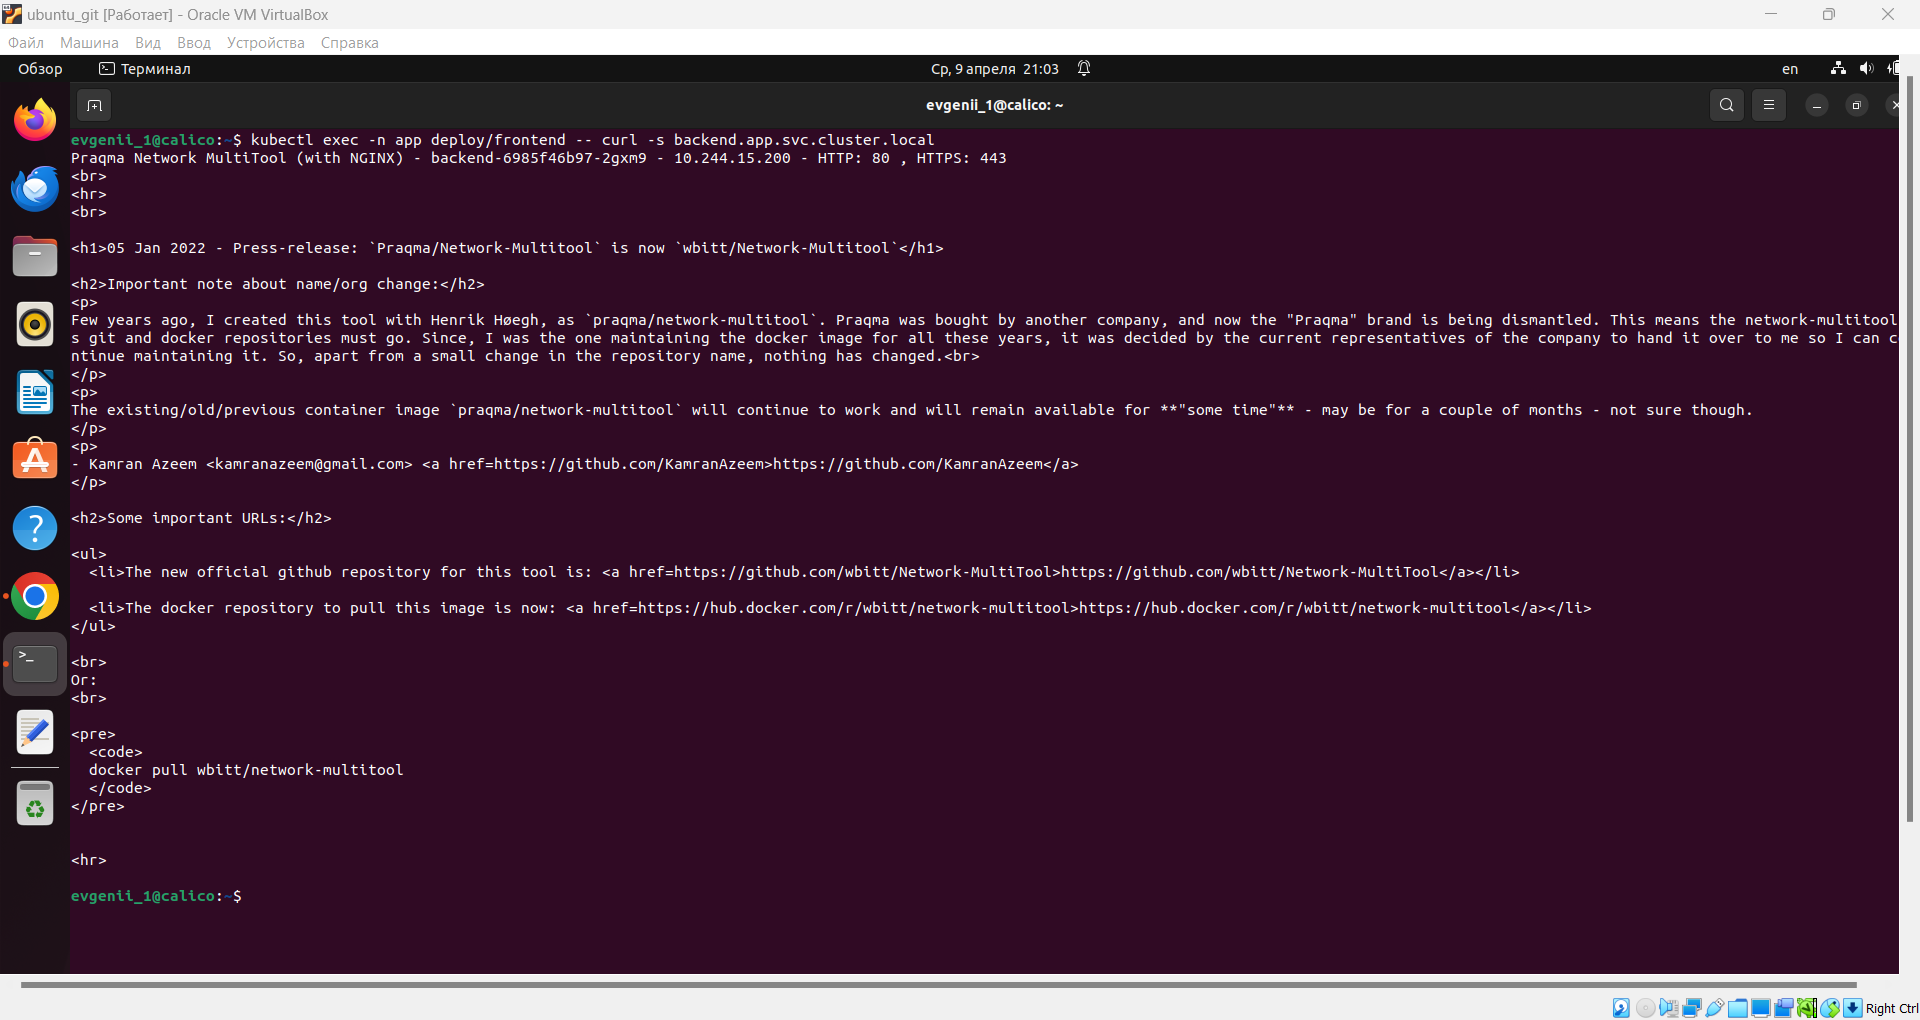 ubuntu_git [Работает] - Oracle VM VirtualBox
Файл Машина Вид Ввод Устройства Справка
Обзор Терминал Ср, 9 апреля 21:03 en
evgenii_1@calico: ~
evgenii_1@calico:~$ kubectl exec -n app deploy/frontend -- curl -s backend.app.svc.cluster.local
Praqma Network MultiTool (with NGINX) - backend-6985f46b97-2gxm9 - 10.244.15.200 - HTTP: 80 , HTTPS: 443
<br>
<hr>
<br>
<h1>05 Jan 2022 - Press-release: `Praqma/Network-Multitool` is now `wbitt/Network-Multitool`</h1>
<h2>Important note about name/org change:</h2>
<p>
Few years ago, I created this tool with Henrik Høegh, as `praqma/network-multitool`. Praqma was bought by another company, and now the "Praqma" brand is being dismantled. This means the network-multitool
s git and docker repositories must go. Since, I was the one maintaining the docker image for all these years, it was decided by the current representatives of the company to hand it over to me so I can c
ntinue maintaining it. So, apart from a small change in the repository name, nothing has changed.<br>
</p>
<p>
The existing/old/previous container image `praqma/network-multitool` will continue to work and will remain available for **"some time"** - may be for a couple of months - not sure though.
</p>
<p>
- Kamran Azeem <kamranazeem@gmail.com> <a href=https://github.com/KamranAzeem>https://github.com/KamranAzeem</a>
</p>
<h2>Some important URLs:</h2>
<ul>
<li>The new official github repository for this tool is: <a href=https://github.com/wbitt/Network-MultiTool>https://github.com/wbitt/Network-MultiTool</a></li>
<li>The docker repository to pull this image is now: <a href=https://hub.docker.com/r/wbitt/network-multitool>https://hub.docker.com/r/wbitt/network-multitool</a></li>
</ul>
<br>
Or:
<br>
<pre>
<code>
docker pull wbitt/network-multitool
</code>
</pre>
<hr>
evgenii_1@calico:~$
Right Ctrl